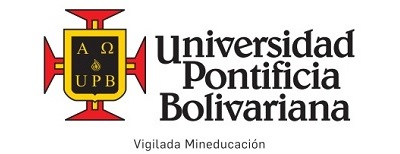 Α Ω
UPB
Universidad
Pontificia
Bolivariana
Vigilada Mineducación